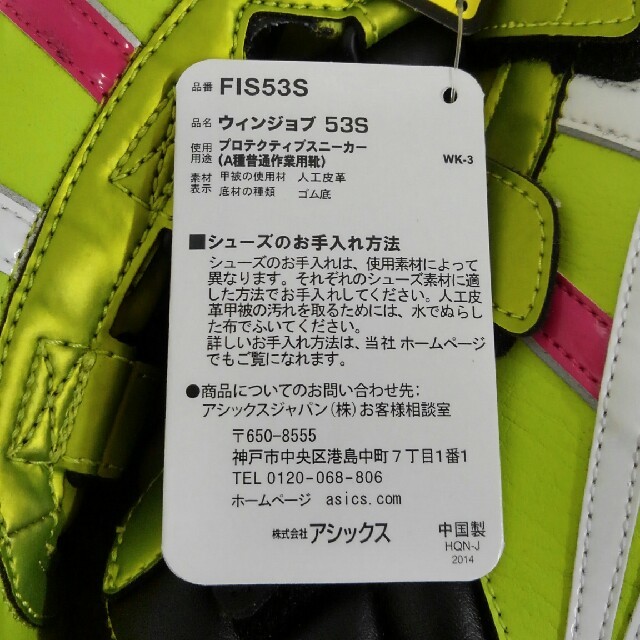 品番 FIS53S
品名 ウィンジョブ 53S
使用用途 プロテクティブスニーカー
(A種普通作業用靴) WK-3
素材表示 甲被の使用材 人工皮革
底材の種類 ゴム底
■シューズのお手入れ方法
シューズのお手入れは、使用素材によって
異なります。それぞれのシューズ素材に適
した方法でお手入れしてください。人工皮
革甲被の汚れを取るためには、水でぬらし
た布でふいてください。
詳しいお手入れ方法は、当社 ホームページ
でもご覧になれます。
●商品についてのお問い合わせ先:
アシックスジャパン(株)お客様相談室
〒650-8555
神戸市中央区港島中町7丁目1番1
TEL 0120-068-806
ホームページ asics.com
株式会社 アシックス 中国製
HQN-J
2014